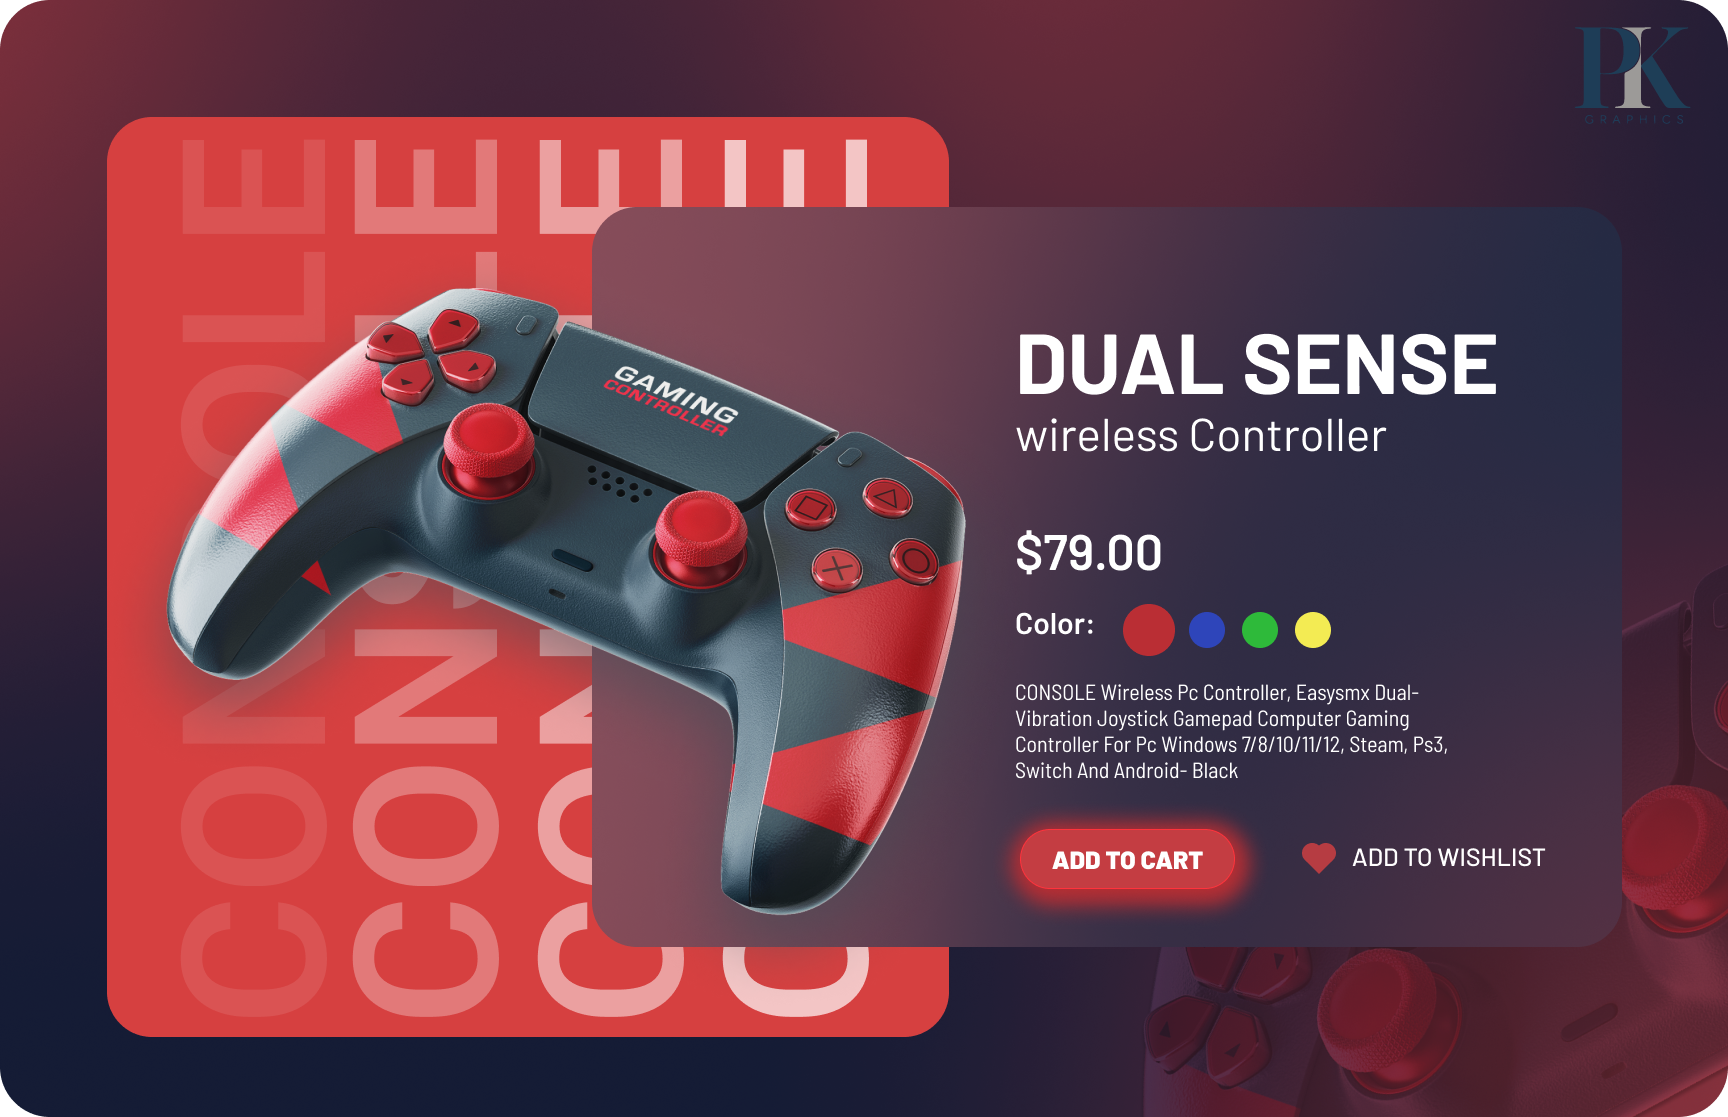 PIK
GRAPHICS
CONSOLE
CONSOLE
CONSOLE
CONSOLE
GAMING
CONTROLLER
DUAL SENSE
wireless Controller
$79.00
Color:
CONSOLE Wireless Pc Controller, Easysmx Dual-
Vibration Joystick Gamepad Computer Gaming
Controller For Pc Windows 7/8/10/11/12, Steam, Ps3,
Switch And Android- Black
ADD TO CART
ADD TO WISHLIST